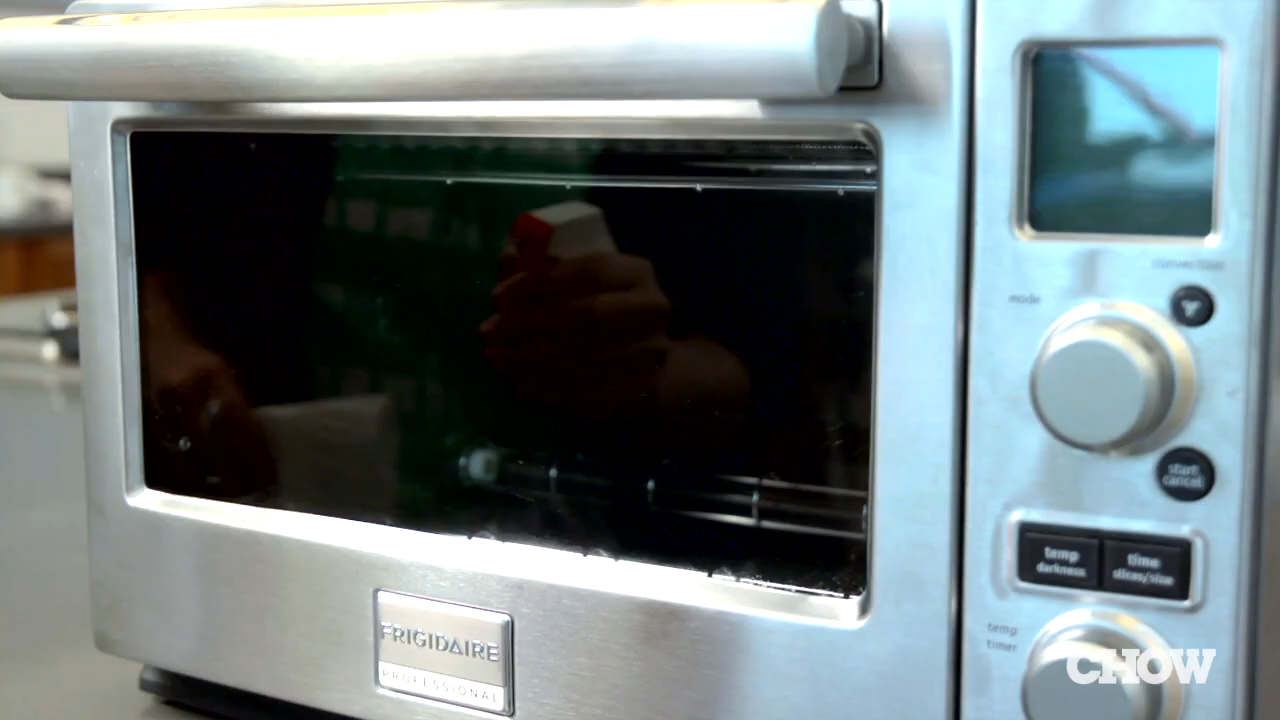 convection
mode
start
cancel
temp
darkness
time
slices/size
temp
timer
FRIGIDAIRE
PROFESSIONAL
CHOW